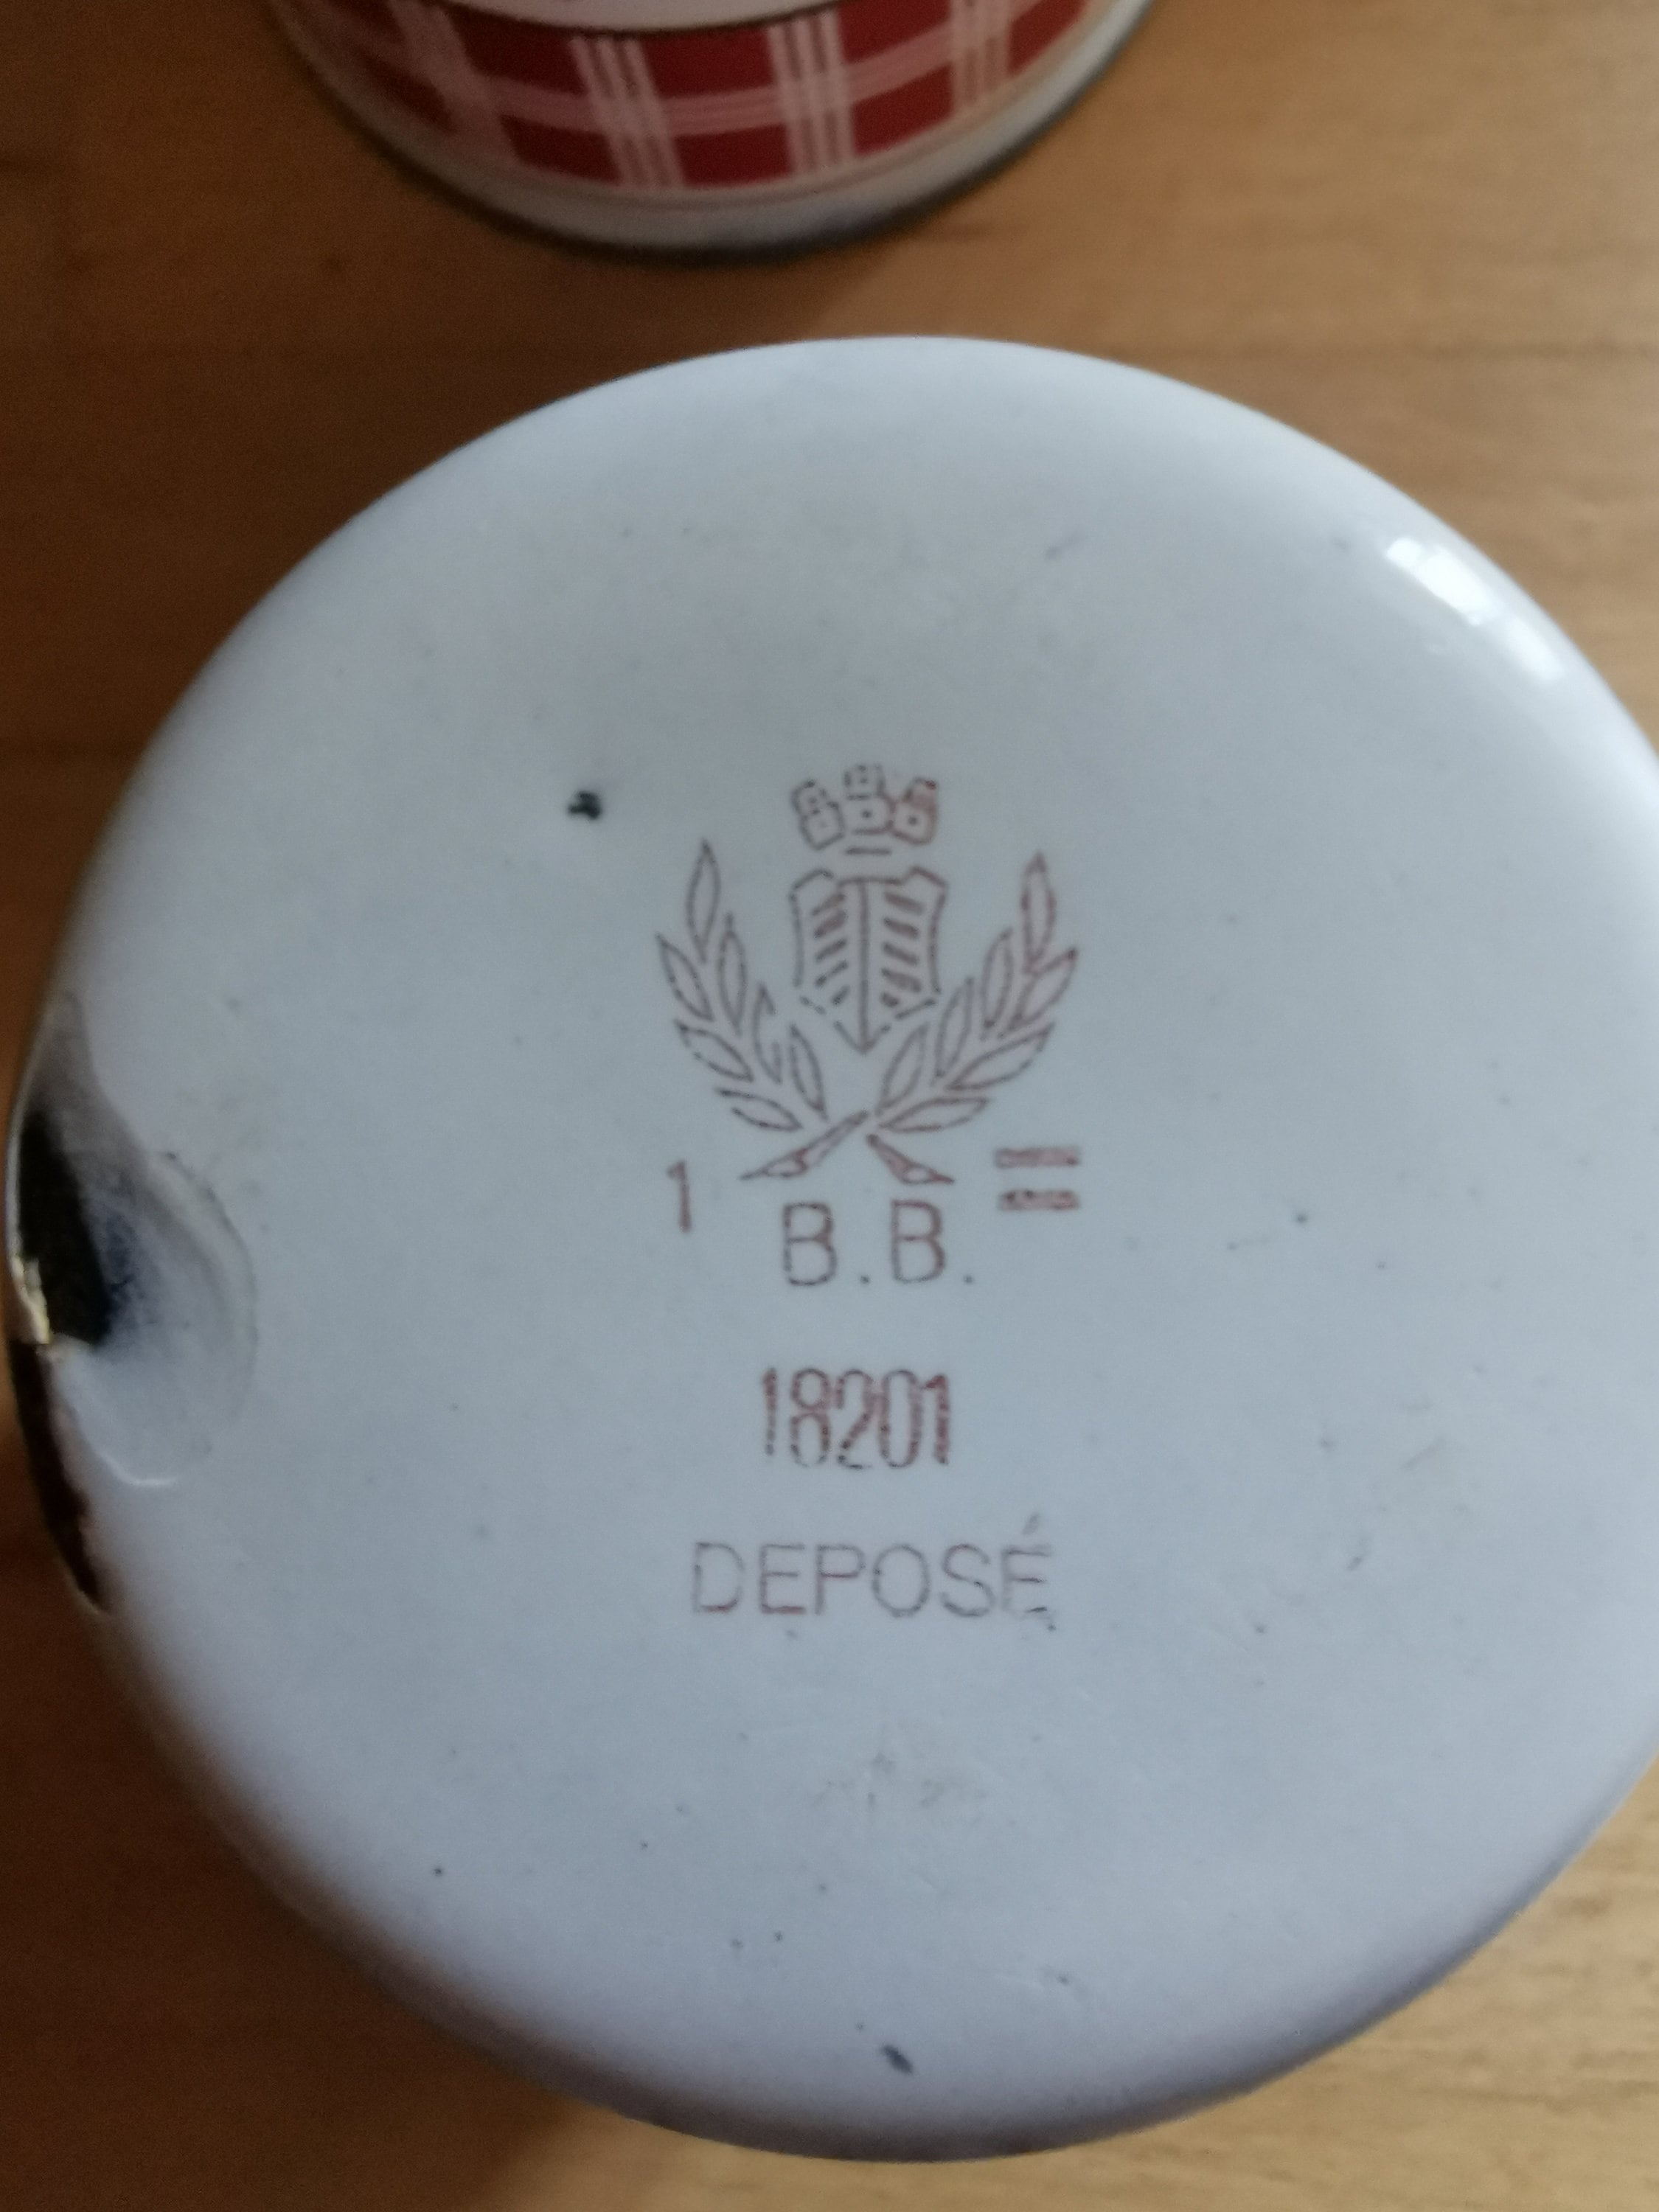 1 B.B. =
18201
DEPOSÉ